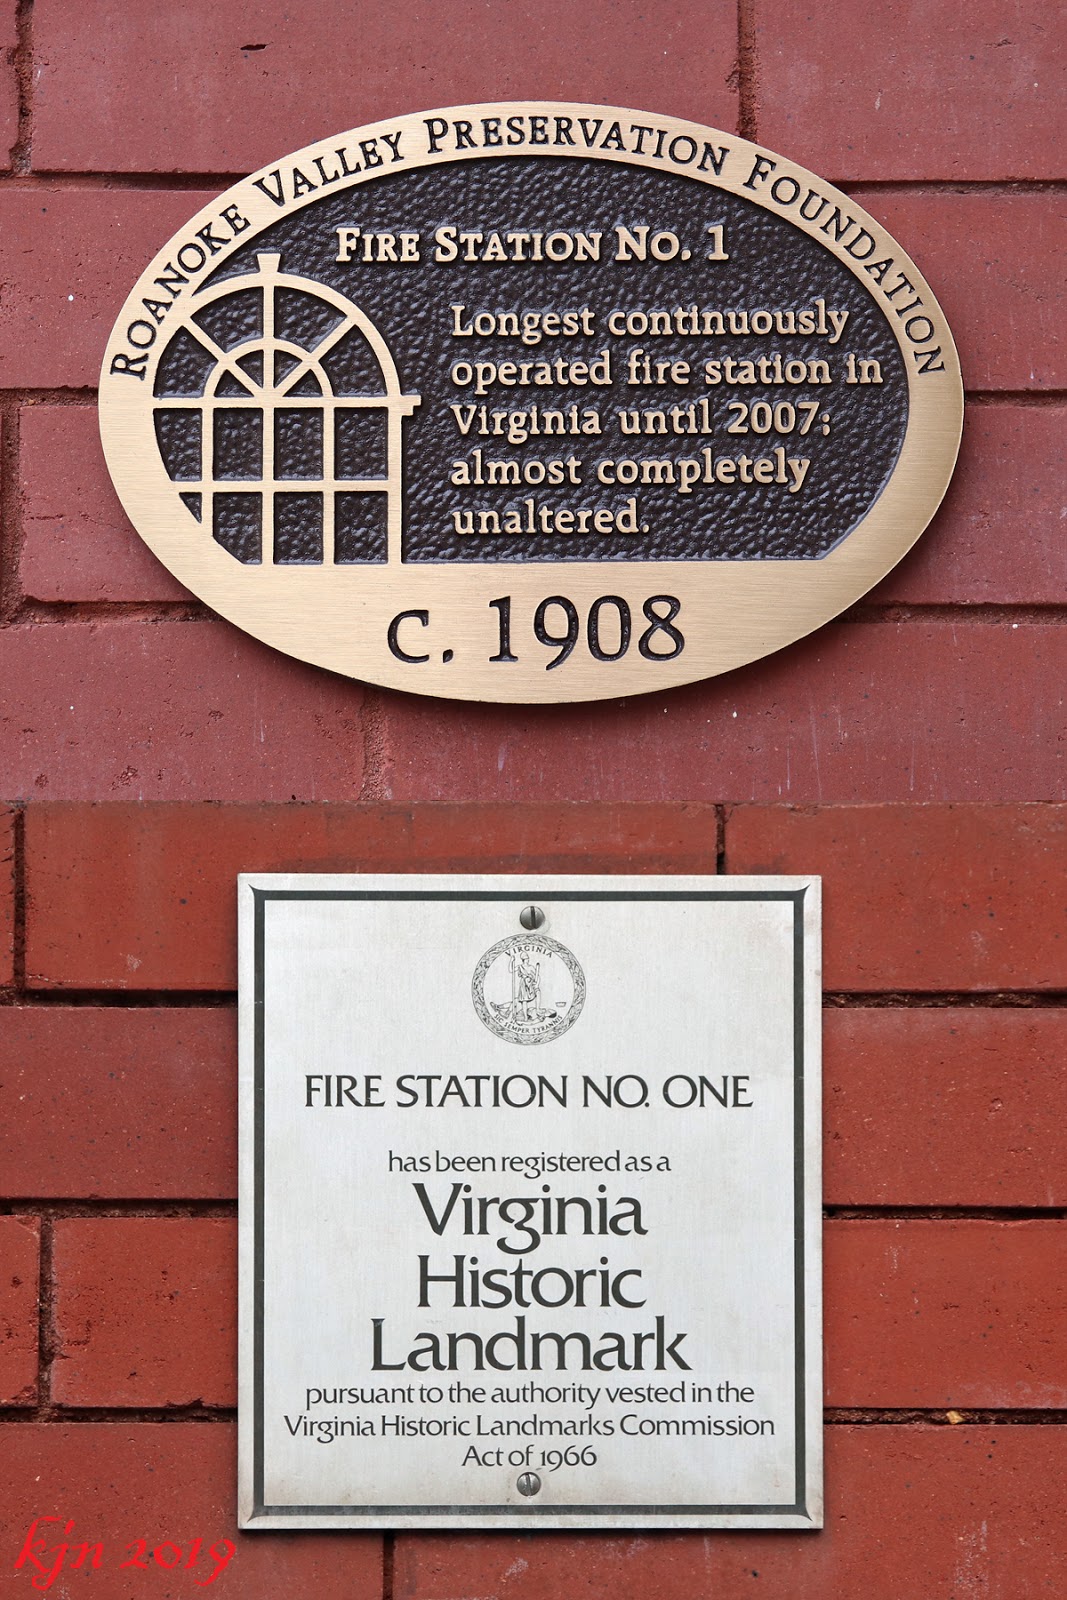 ROANOKE VALLEY PRESERVATION FOUNDATION
FIRE STATION NO. 1
Longest continuously
operated fire station in
Virginia until 2007;
almost completely
unaltered.
C. 1908
VIRGINIA
SIC SEMPER TYRANNIS
FIRE STATION NO. ONE
has been registered as a
Virginia
Historic
Landmark
pursuant to the authority vested in the
Virginia Historic Landmarks Commission
Act of 1966
kjn 2019